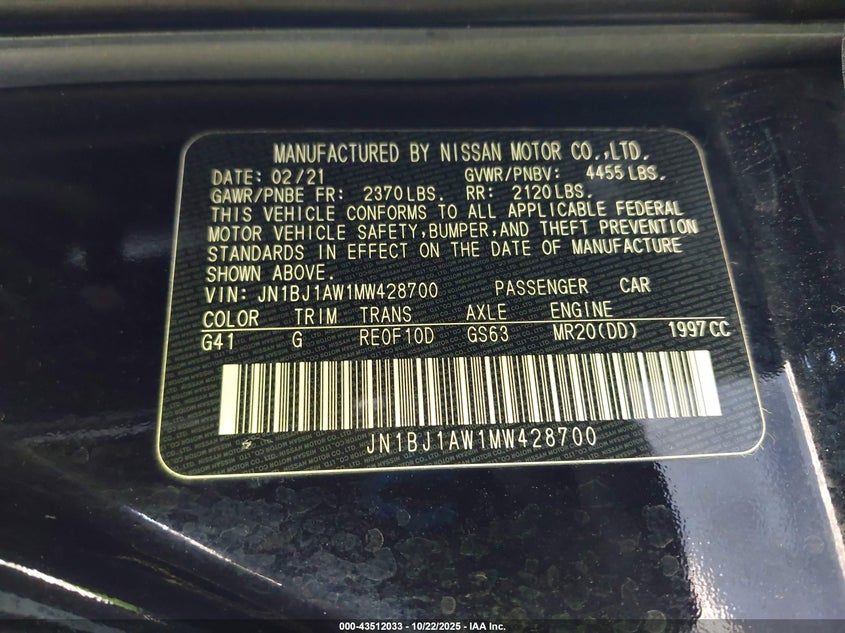 MANUFACTURED BY NISSAN MOTOR CO.,LTD.
DATE: 02/21 GVWR/PNBV: 4455 LBS.
GAWR/PNBE FR: 2370 LBS. RR: 2120 LBS.
THIS VEHICLE CONFORMS TO ALL APPLICABLE FEDERAL
MOTOR VEHICLE SAFETY,BUMPER,AND THEFT PREVENTION
STANDARDS IN EFFECT ON THE DATE OF MANUFACTURE
SHOWN ABOVE.
VIN: JN1BJ1AW1MW428700 PASSENGER CAR
COLOR TRIM TRANS AXLE ENGINE
G41 G RE0F10D GS63 MR20(DD) 1997CC
JN1BJ1AW1MW428700
000-43512033 - 10/22/2025 - IAA Inc.